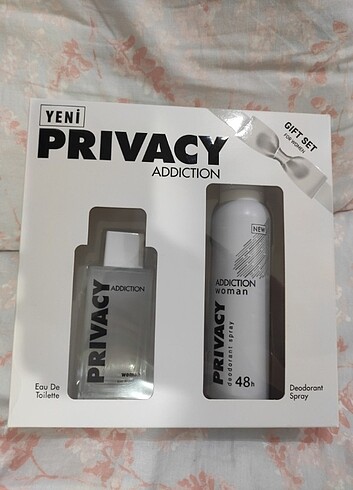 YENİ
PRIVACY
ADDICTION
GIFT SET
FOR WOMEN
PRIVACY
ADDICTION
woman
Eau De
Toilette
NEW
ADDICTION
woman
PRIVACY
deodorant spray
48h
Deodorant
Spray